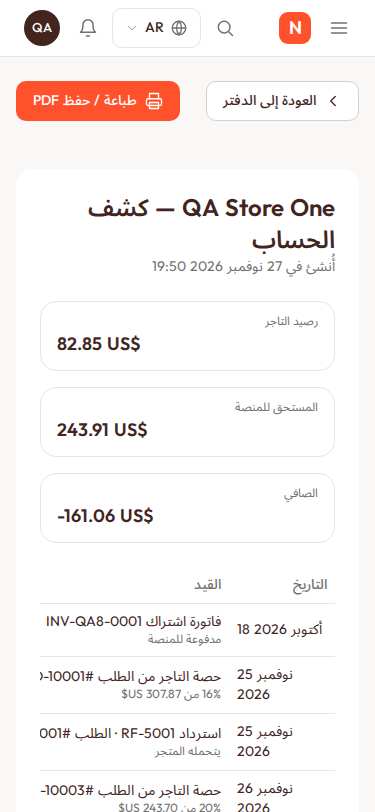 N
AR
QA
العودة إلى الدفتر
طباعة / حفظ PDF
QA Store One — كشف
الحساب
أُنشئ في 27 نوفمبر 2026 19:50
رصيد التاجر
82.85 US$
المستحق للمنصة
243.91 US$
الصافي
-161.06 US$
التاريخ القيد
18 أكتوبر 2026 فاتورة اشتراك INV-QA8-0001
مدفوعة للمنصة
25 نوفمبر
2026
حصة التاجر من الطلب #10001-
16% من 307.87 US$
25 نوفمبر
2026
استرداد RF-5001 · الطلب #001
يتحمله المتجر
26 نوفمبر
2026
حصة التاجر من الطلب #10003-
20% من 243.70 US$